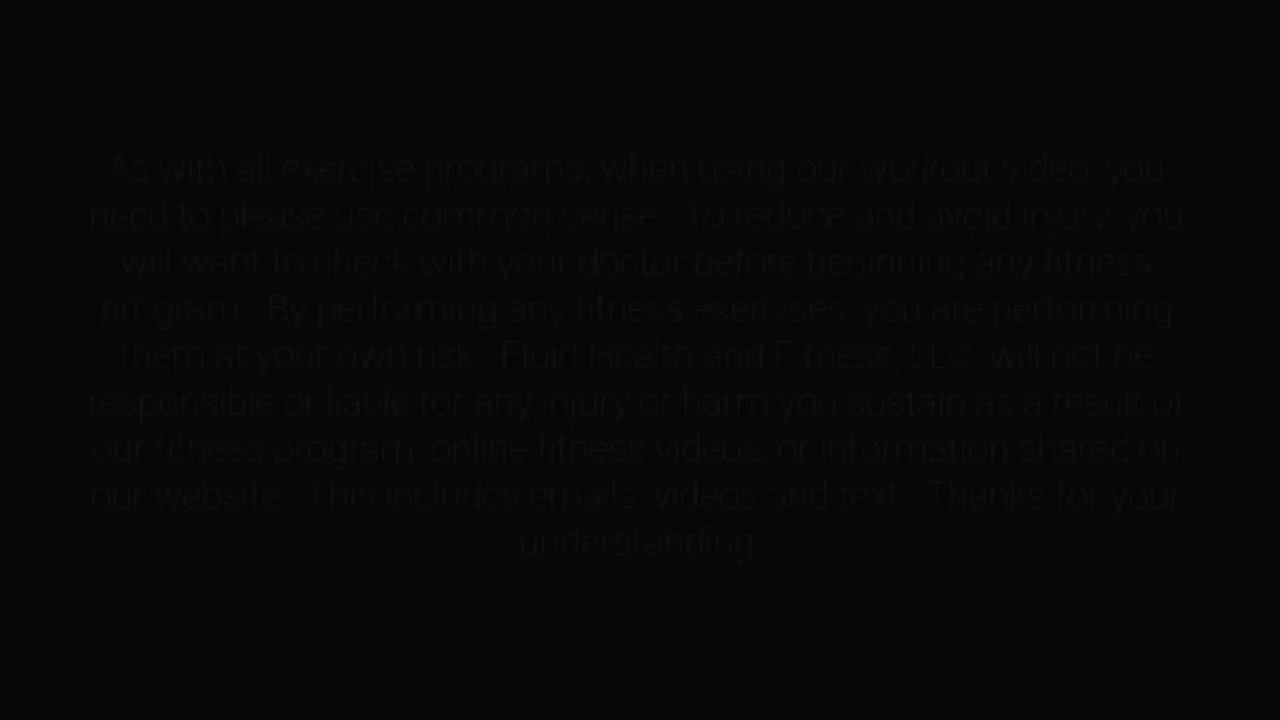 As with all exercise programs, when using our workout video, you
need to please use common sense. To reduce and avoid injury, you
will want to check with your doctor before beginning any fitness
program. By performing any fitness exercises, you are performing
them at your own risk. Fluid Health and Fitness, LLC. will not be
responsible or liable for any injury or harm you sustain as a result of
our fitness program, online fitness videos, or information shared on
our website. This includes emails, videos and text. Thanks for your
understanding.